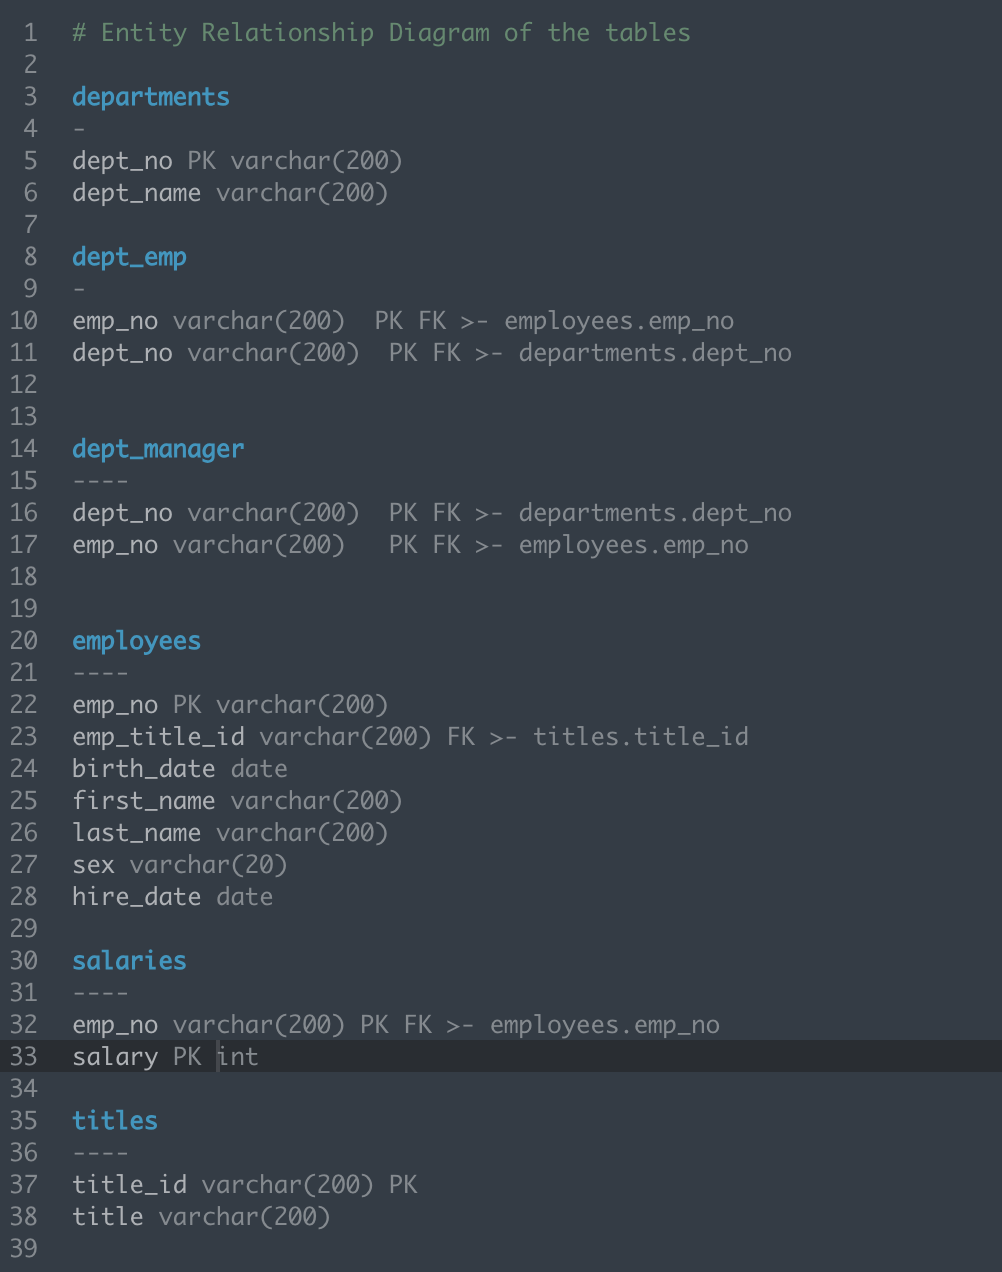 1 # Entity Relationship Diagram of the tables
2
3 departments
4 -
5 dept_no PK varchar(200)
6 dept_name varchar(200)
7
8 dept_emp
9 -
10 emp_no varchar(200)  PK FK >- employees.emp_no
11 dept_no varchar(200)  PK FK >- departments.dept_no
12
13
14 dept_manager
15 ----
16 dept_no varchar(200)  PK FK >- departments.dept_no
17 emp_no varchar(200)   PK FK >- employees.emp_no
18
19
20 employees
21 ----
22 emp_no PK varchar(200)
23 emp_title_id varchar(200) FK >- titles.title_id
24 birth_date date
25 first_name varchar(200)
26 last_name varchar(200)
27 sex varchar(20)
28 hire_date date
29
30 salaries
31 ----
32 emp_no varchar(200) PK FK >- employees.emp_no
33 salary PK int
34
35 titles
36 ----
37 title_id varchar(200) PK
38 title varchar(200)
39